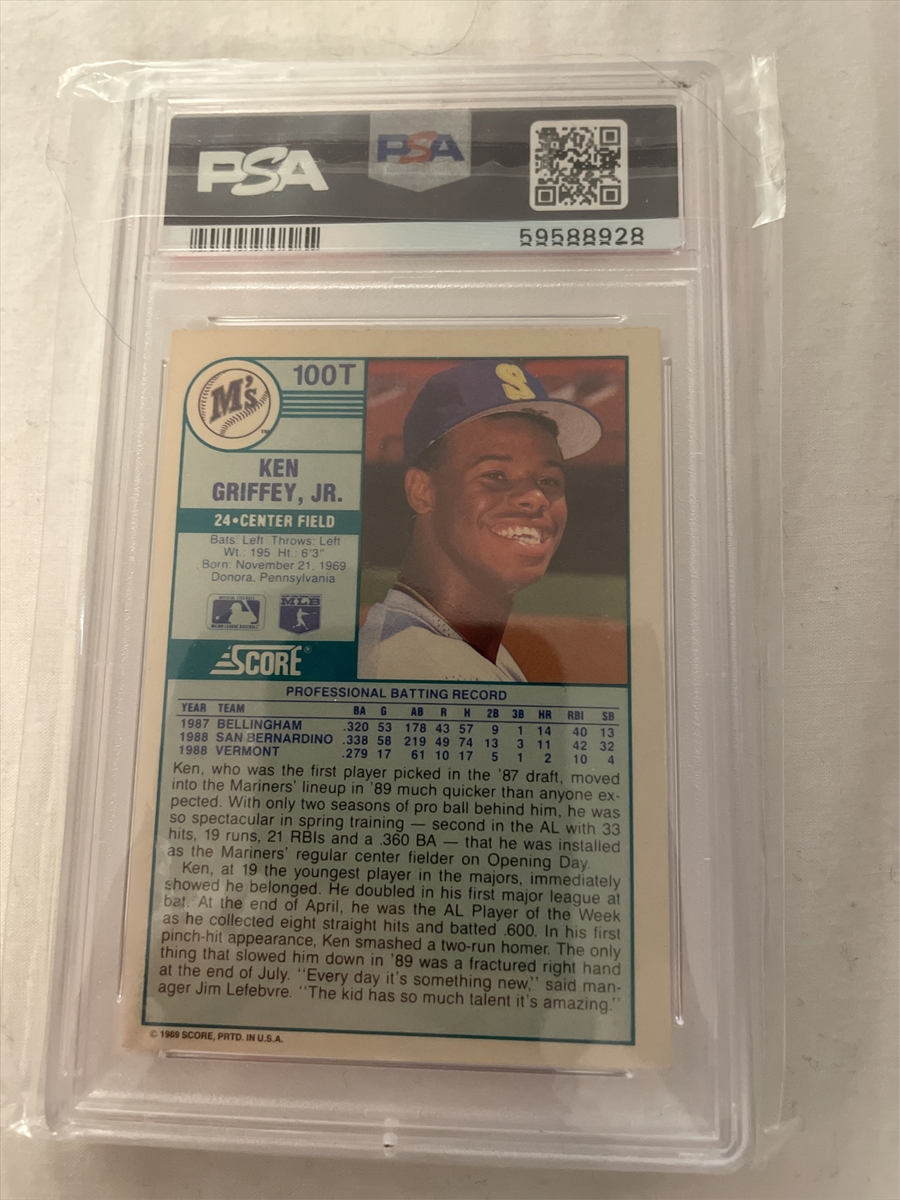 PSA
PSA
59588928
M's
TM
100T
KEN
GRIFFEY, JR.
24•CENTER FIELD
Bats: Left Throws: Left
Wt.: 195 Ht.: 6'3"
Born: November 21, 1969
Donora, Pennsylvania
MLB
SCORE®
S
PROFESSIONAL BATTING RECORD
YEAR TEAM BA G AB R H 2B 3B HR RBI SB
1987 BELLINGHAM .320 53 178 43 57 9 1 14 40 13
1988 SAN BERNARDINO .338 58 219 49 74 13 3 11 42 32
1988 VERMONT .279 17 61 10 17 5 1 2 10 4
Ken, who was the first player picked in the '87 draft, moved
into the Mariners' lineup in '89 much quicker than anyone ex-
pected. With only two seasons of pro ball behind him, he was
so spectacular in spring training — second in the AL with 33
hits, 19 runs, 21 RBIs and a .360 BA — that he was installed
as the Mariners' regular center fielder on Opening Day.
Ken, at 19 the youngest player in the majors, immediately
showed he belonged. He doubled in his first major league at
bat. At the end of April, he was the AL Player of the Week
as he collected eight straight hits and batted .600. In his first
pinch-hit appearance, Ken smashed a two-run homer. The only
thing that slowed him down in '89 was a fractured right hand
at the end of July. "Every day it's something new," said man-
ager Jim Lefebvre. "The kid has so much talent it's amazing."
© 1989 SCORE, PRTD. IN U.S.A.